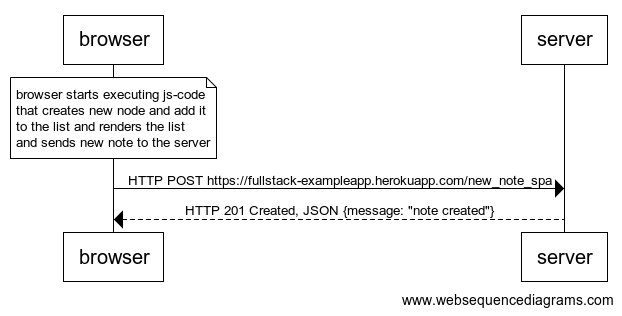 browser
server
browser starts executing js-code
that creates new node and add it
to the list and renders the list
and sends new note to the server
HTTP POST https://fullstack-exampleapp.herokuapp.com/new_note_spa
HTTP 201 Created, JSON {message: "note created"}
browser
server
www.websequencediagrams.com